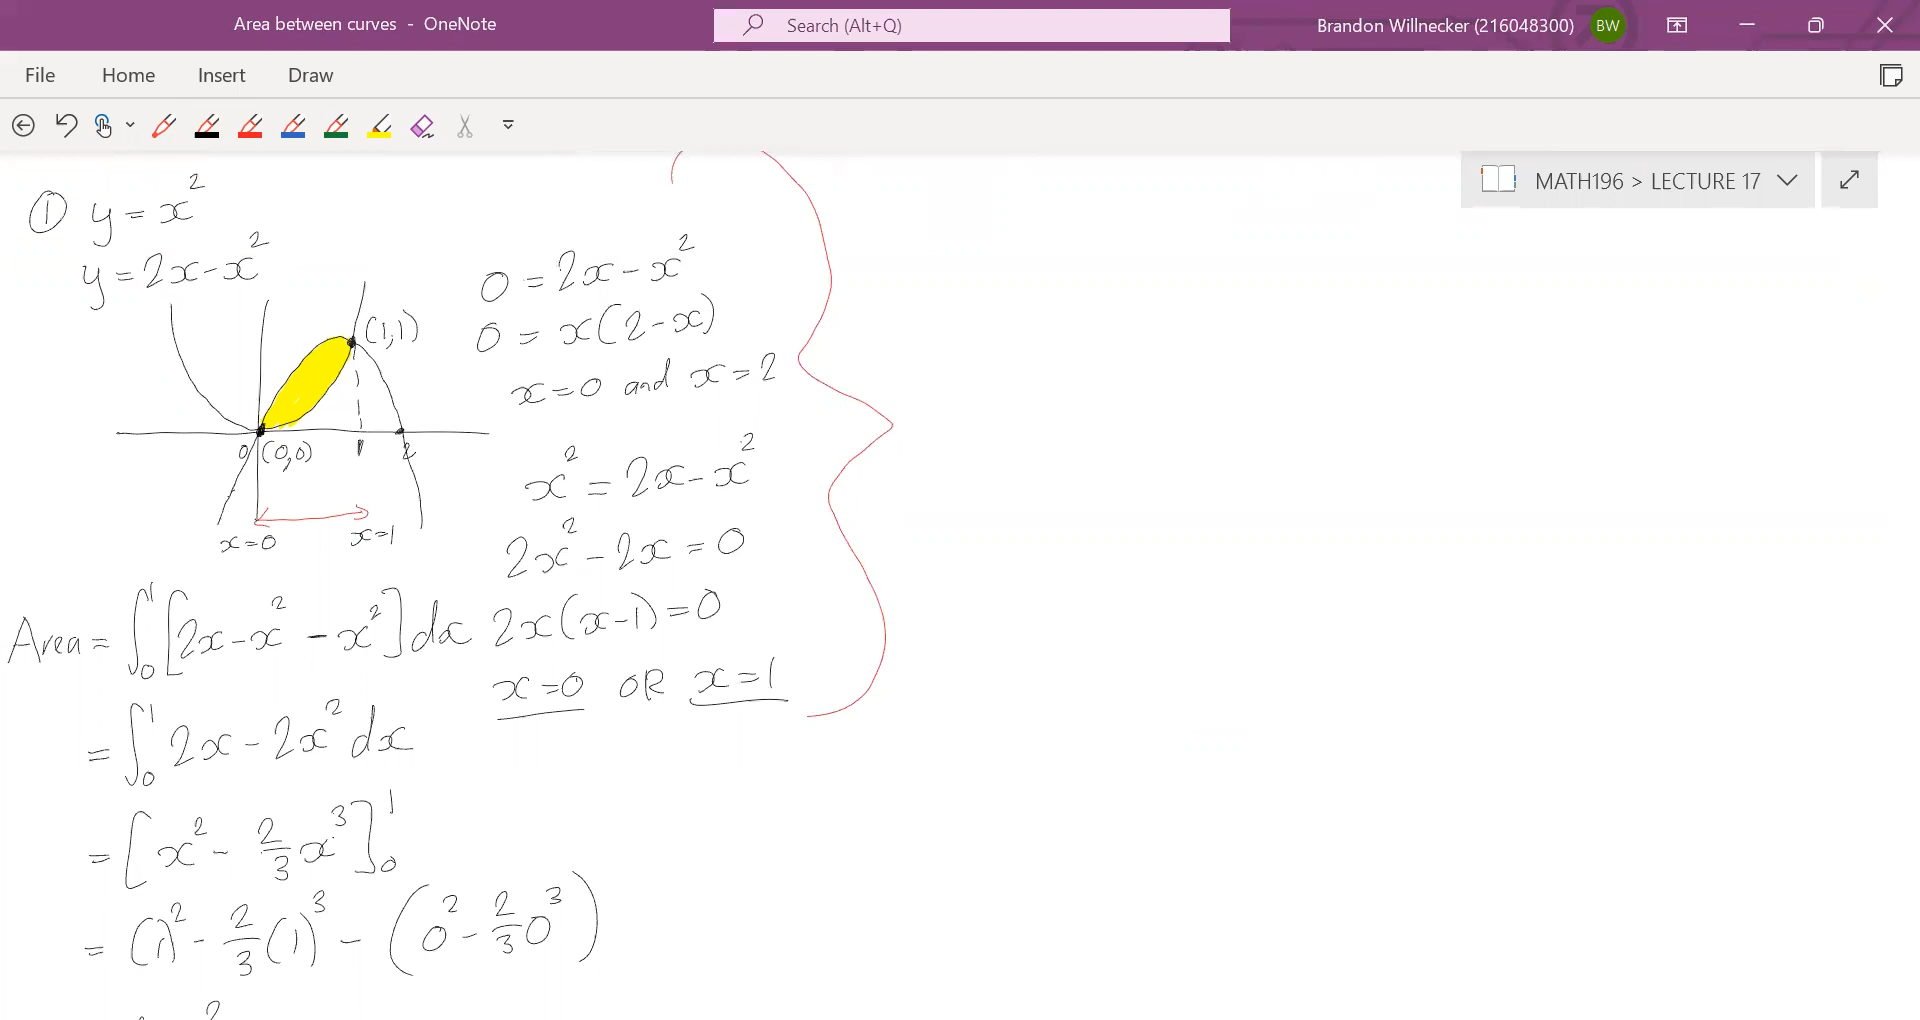 Area between curves - OneNote
Search (Alt+Q)
Brandon Willnecker (216048300)
BW
File Home Insert Draw
MATH196 > LECTURE 17
① y = x²
y = 2x - x²
(1,1)
0 (0,0) 1 2
x=0 x=1
0 = 2x - x²
0 = x(2-x)
x=0 and x=2
x² = 2x - x²
2x² - 2x = 0
2x(x-1) = 0
x=0 OR x=1
Area = ∫₀¹ [2x - x² - x²] dx
= ∫₀¹ 2x - 2x² dx
= [x² - 2/3 x³]₀¹
= (1)² - 2/3 (1)³ - (0² - 2/3 0³)